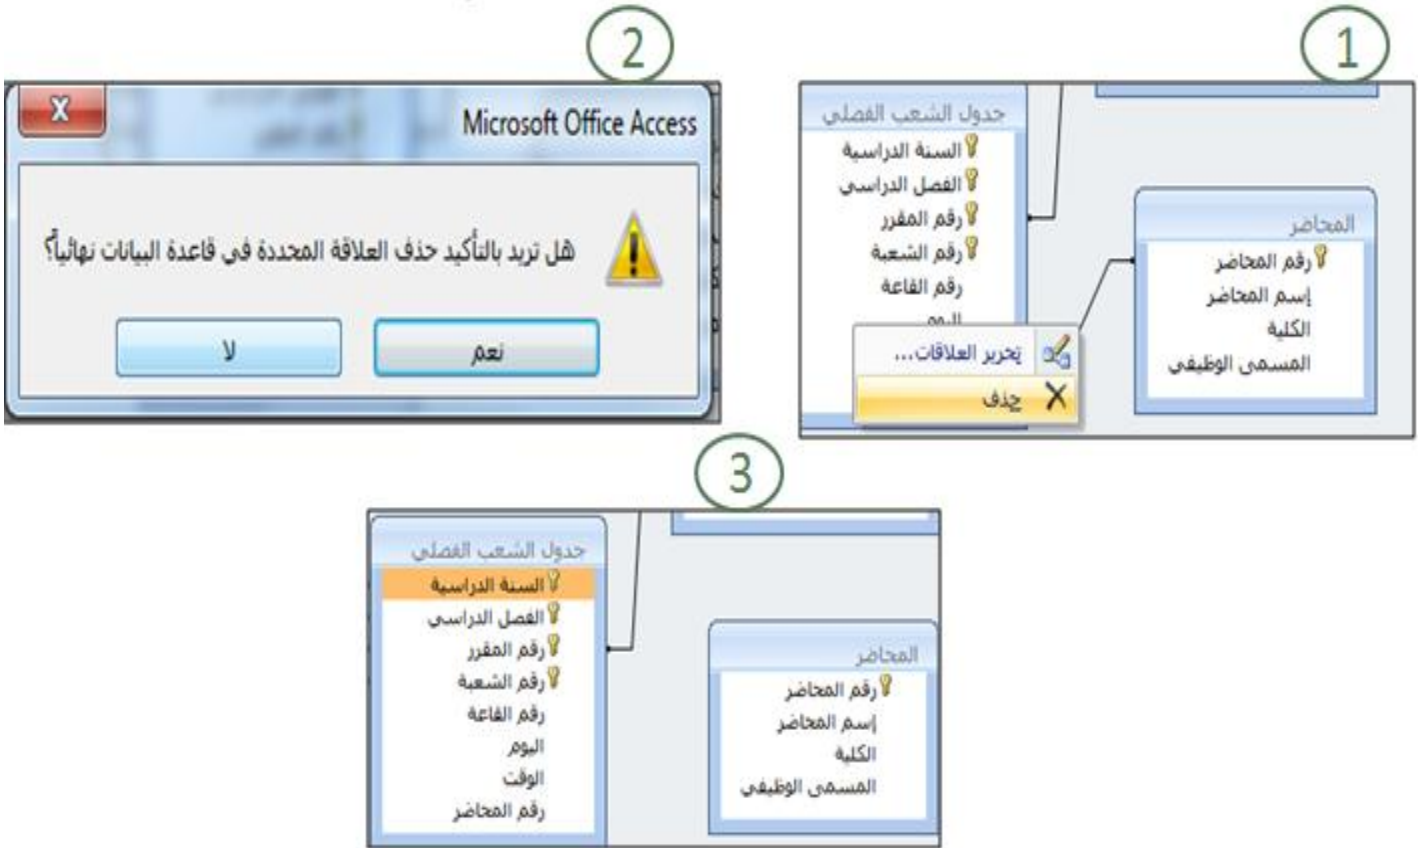 1
جدول الشعب الفصلي
السنة الدراسية
الفصل الدراسي
رقم المقرر
رقم الشعبة
رقم القاعة
اليوم
المحاضر
رقم المحاضر
إسم المحاضر
الكلية
المسمى الوظيفي
تحرير العلاقات...
حذف
2
Microsoft Office Access
هل تريد بالتأكيد حذف العلاقة المحددة في قاعدة البيانات نهائياً؟
نعم
لا
3
جدول الشعب الفصلي
السنة الدراسية
الفصل الدراسي
رقم المقرر
رقم الشعبة
رقم القاعة
اليوم
الوقت
رقم المحاضر
المحاضر
رقم المحاضر
إسم المحاضر
الكلية
المسمى الوظيفي